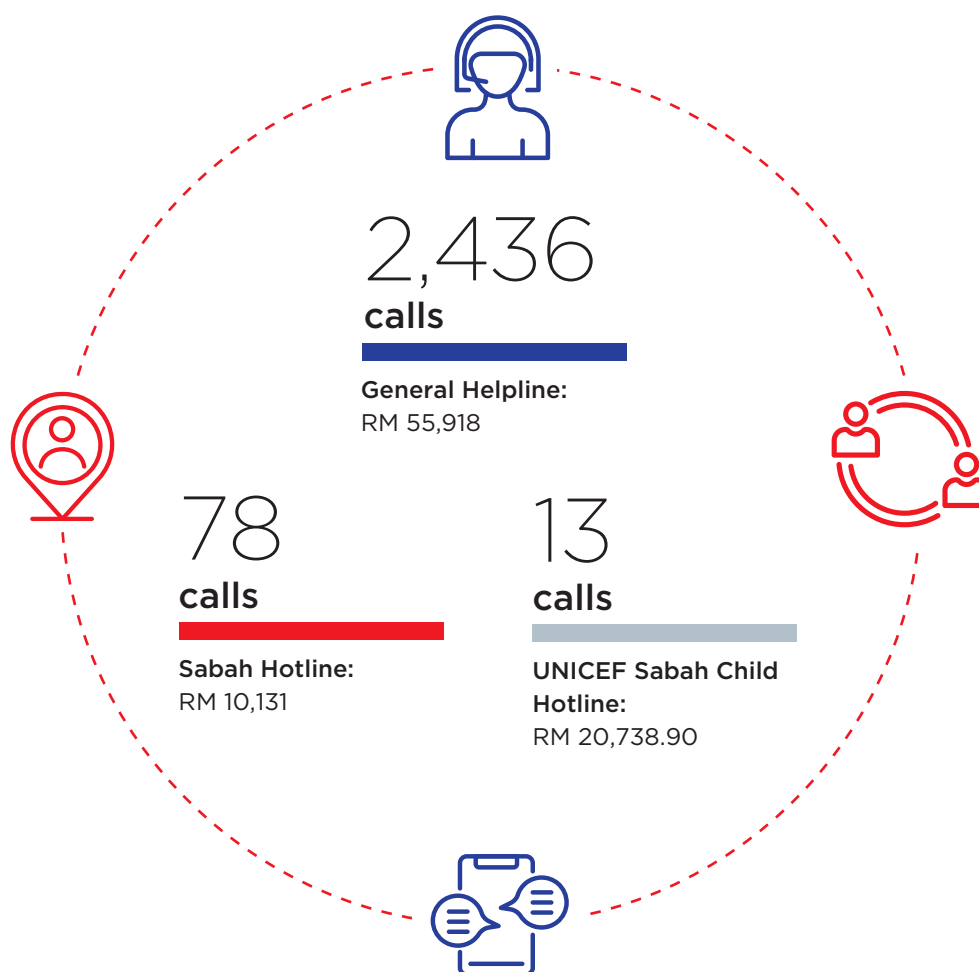 2,436
calls
General Helpline:
RM 55,918
78
calls
Sabah Hotline:
RM 10,131
13
calls
UNICEF Sabah Child
Hotline:
RM 20,738.90